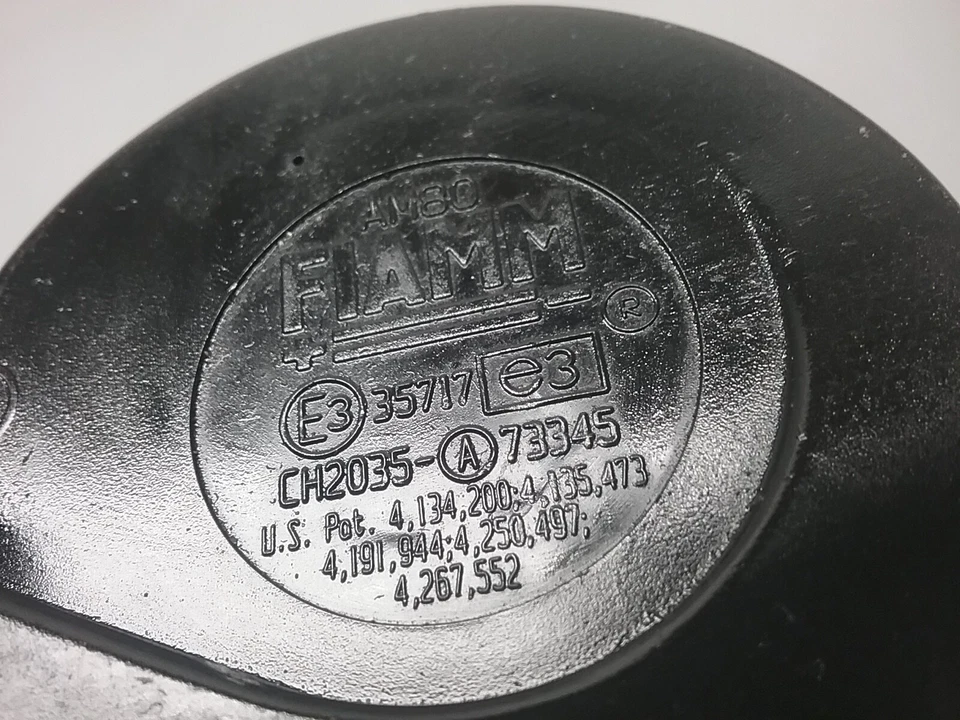 AM80
FIAMM
+ -
®
E3 35717 e3
CH2035-A 73345
U.S. Pat. 4,134,200;4,135,473
4,191,944;4,250,497;
4,267,552